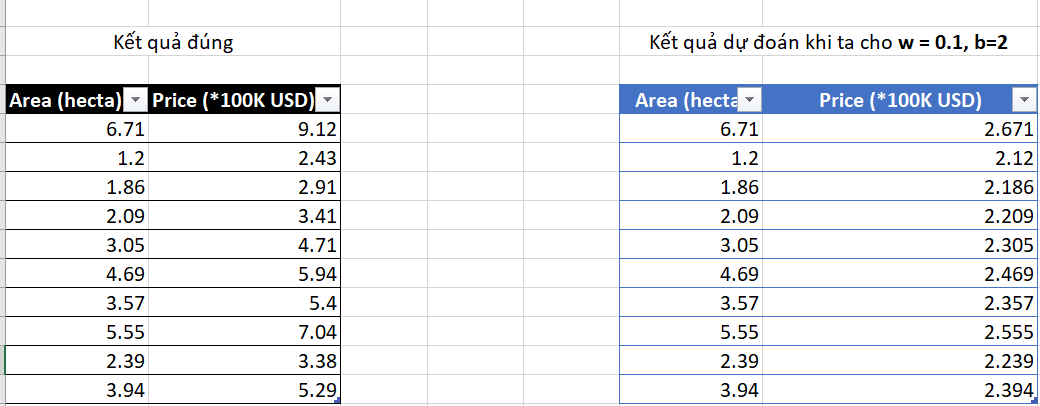 Kết quả đúng Kết quả dự đoán khi ta cho w = 0.1, b=2
Area (hecta) Price (*100K USD) Area (hecta Price (*100K USD)
6.71 9.12 6.71 2.671
1.2 2.43 1.2 2.12
1.86 2.91 1.86 2.186
2.09 3.41 2.09 2.209
3.05 4.71 3.05 2.305
4.69 5.94 4.69 2.469
3.57 5.4 3.57 2.357
5.55 7.04 5.55 2.555
2.39 3.38 2.39 2.239
3.94 5.29 3.94 2.394